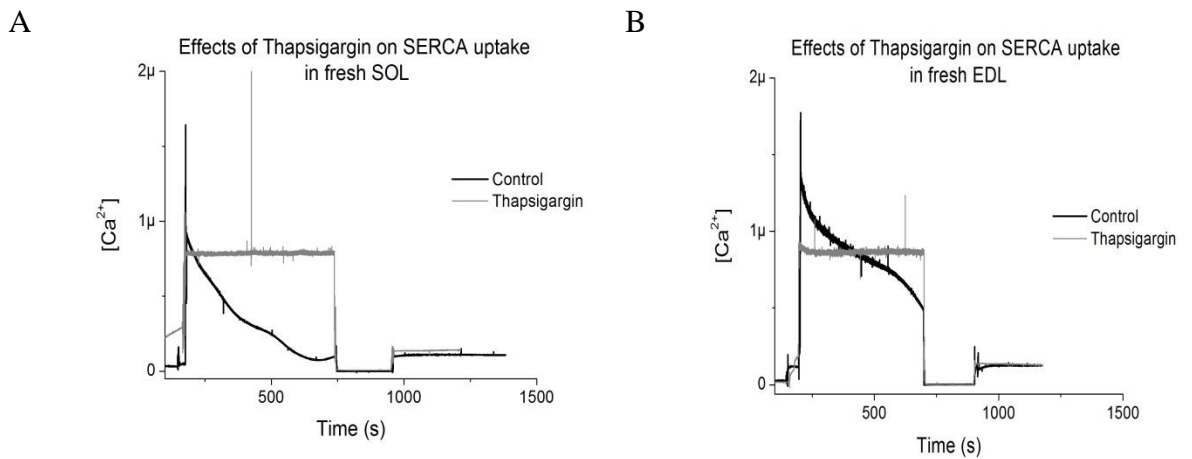 A
Effects of Thapsigargin on SERCA uptake
in fresh SOL
2µ
1µ
0
[Ca²⁺]
Control
Thapsigargin
500
1000
1500
Time (s)
B
Effects of Thapsigargin on SERCA uptake
in fresh EDL
2µ
1µ
0
[Ca²⁺]
Control
Thapsigargin
500
1000
1500
Time (s)